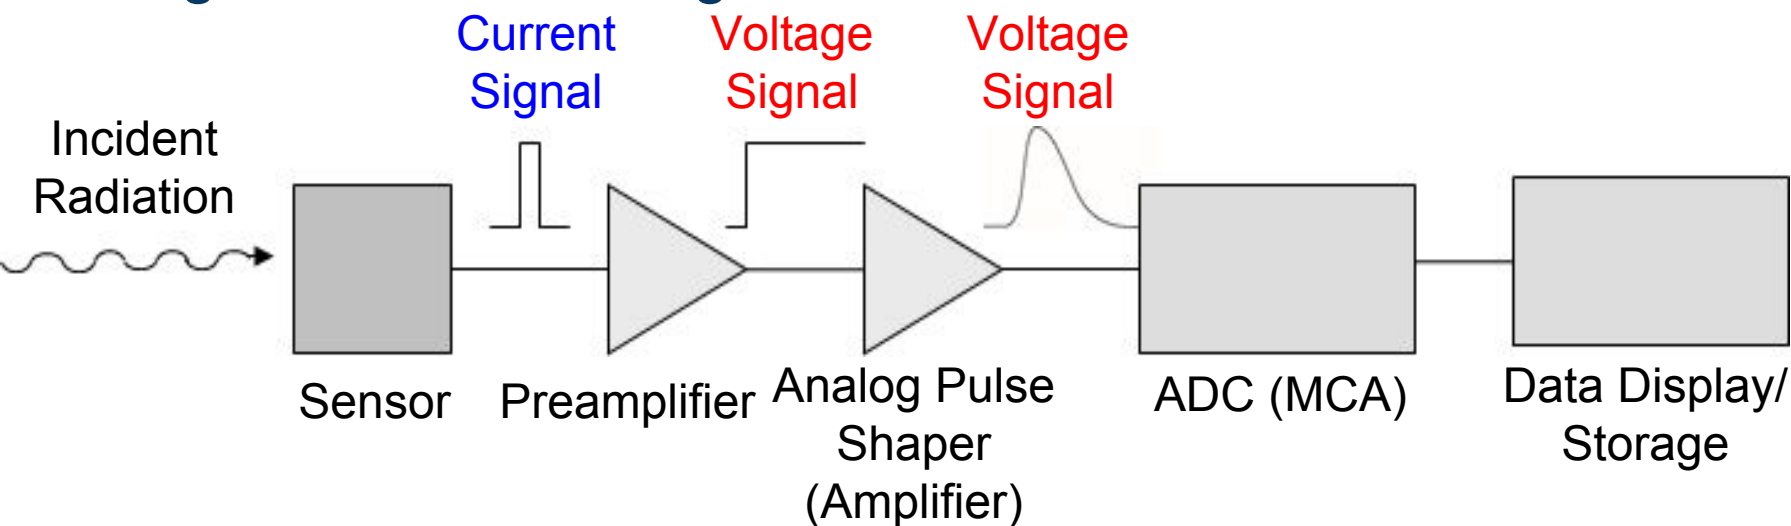 Current
Signal
Voltage
Signal
Voltage
Signal
Incident
Radiation
Sensor
Preamplifier
Analog Pulse
Shaper
(Amplifier)
ADC (MCA)
Data Display/
Storage